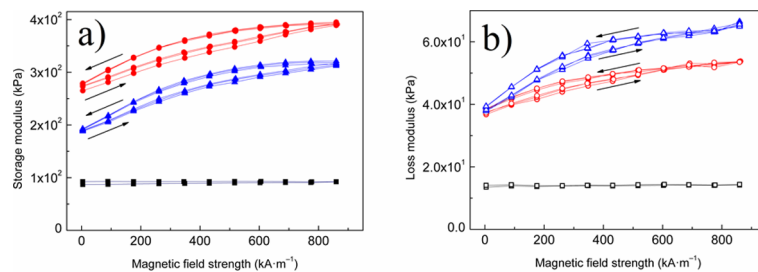 a)
Storage modulus (kPa)
4x10²
3x10²
2x10²
1x10²
0
0 200 400 600 800
Magnetic field strength (kA·m⁻¹)
b)
Loss modulus (kPa)
6.0x10¹
4.0x10¹
2.0x10¹
0.0
0 200 400 600 800
Magnetic field strength (kA·m⁻¹)